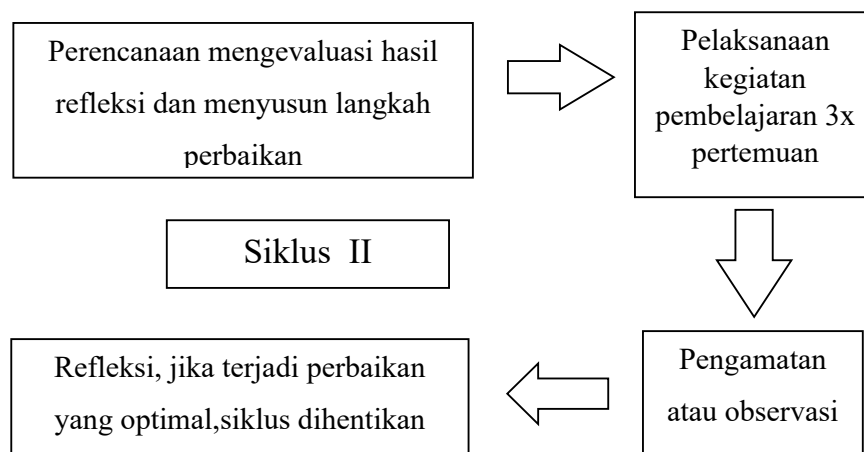 Perencanaan mengevaluasi hasil
refleksi dan menyusun langkah
perbaikan
Pelaksanaan
kegiatan
pembelajaran 3x
pertemuan
Siklus II
Refleksi, jika terjadi perbaikan
yang optimal,siklus dihentikan
Pengamatan
atau observasi